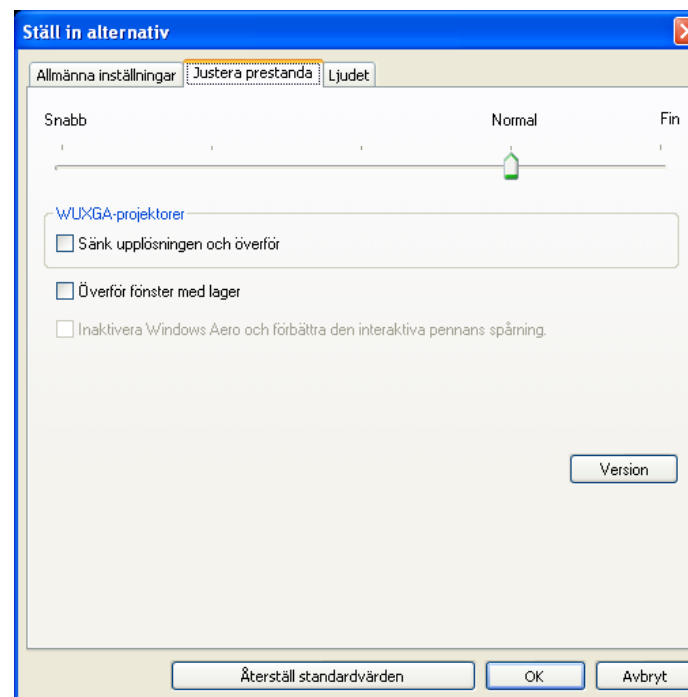 Ställ in alternativ
Allmänna inställningar Justera prestanda Ljudet
Snabb Normal Fin
WUXGA-projektorer
Sänk upplösningen och överför
Överför fönster med lager
Inaktivera Windows Aero och förbättra den interaktiva pennans spårning.
Version
Återställ standardvärden OK Avbryt